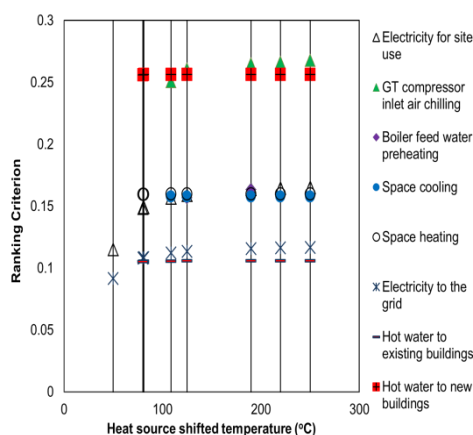 0.3
0.25
0.2
0.15
0.1
0.05
0
Ranking Criterion
0
100
200
300
Heat source shifted temperature (°C)
Electricity for site
use
GT compressor
inlet air chilling
Boiler feed water
preheating
Space cooling
Space heating
Electricity to the
grid
Hot water to
existing buildings
Hot water to new
buildings